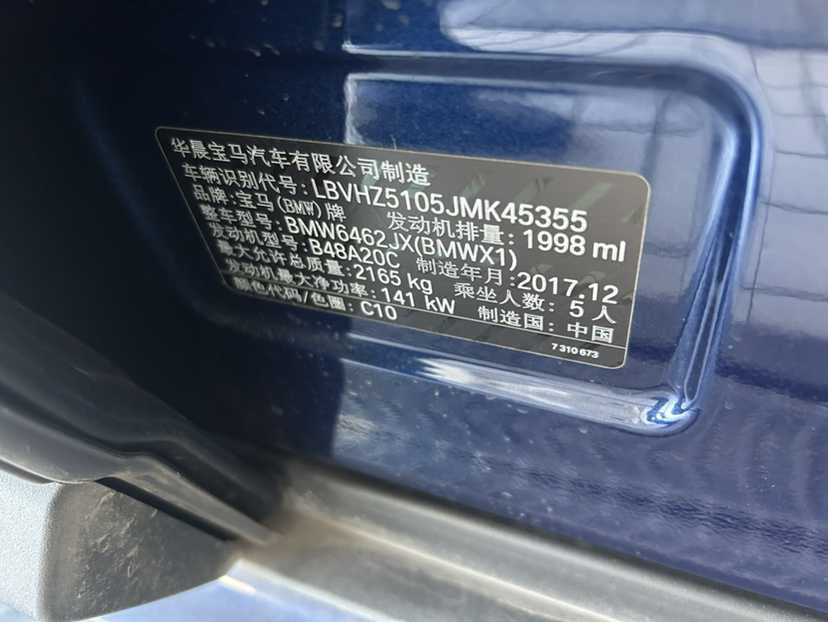 华晨宝马汽车有限公司制造
车辆识别代号: LBVHZ5105JMK45355
品牌: 宝马(BMW)牌 发动机排量: 1998 ml
整车型号: BMW6462JX(BMWX1)
发动机型号: B48A20C 制造年月: 2017.12
最大允许总质量: 2165 kg 乘坐人数: 5 人
发动机最大净功率: 141 kW 制造国: 中国
颜色代码/色圈: C10
7 310 673